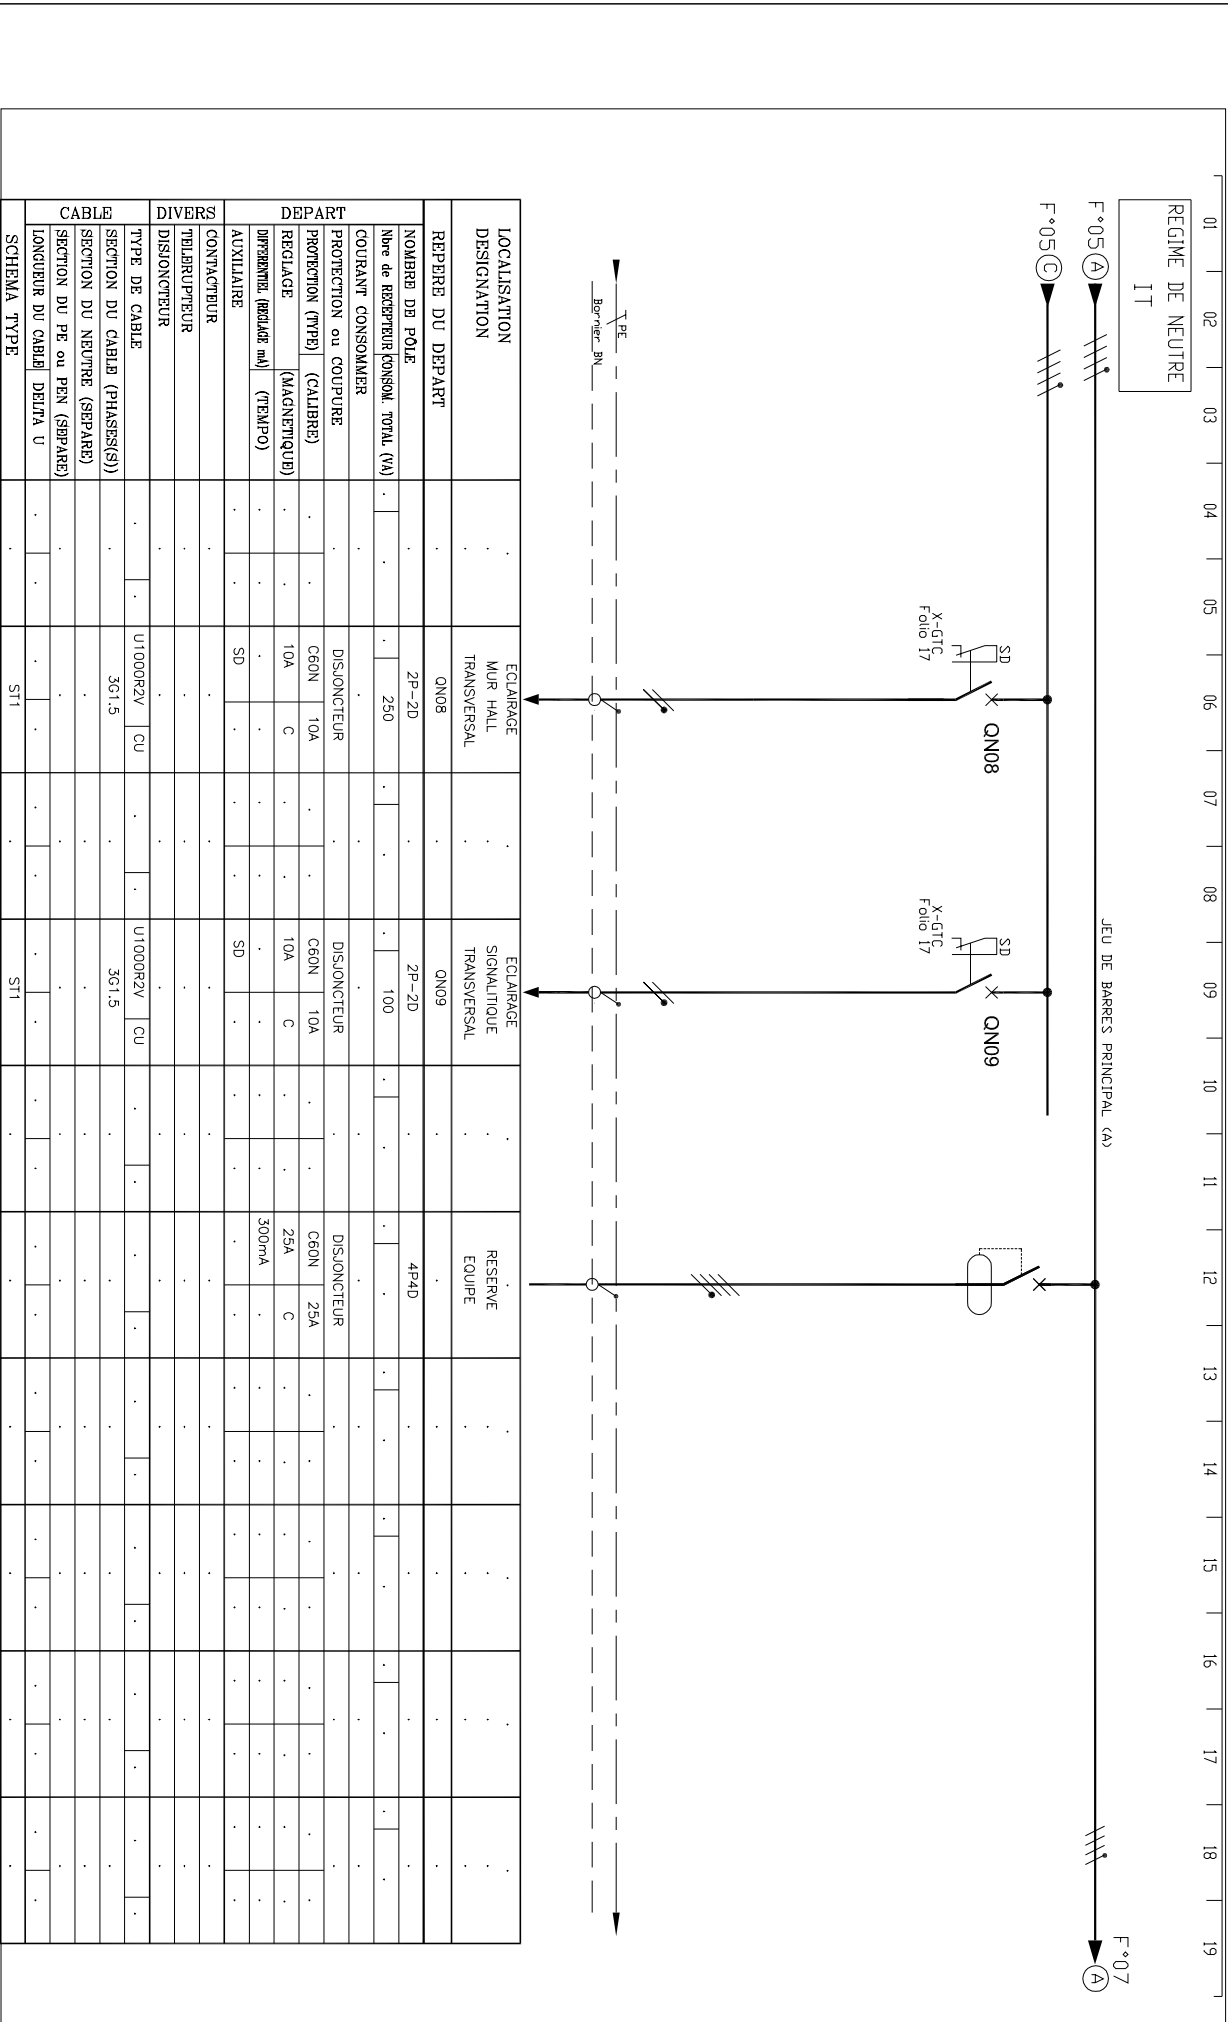 01 02 03 04 05 06 07 08 09 10 11 12 13 14 15 16 17 18 19
REGIME DE NEUTRE
IT
F°05 A
F°07
A
JEU DE BARRES PRINCIPAL (A)
F°05 C
SD
X-GTC
Folio 17
QN08
SD
X-GTC
Folio 17
QN09
PE
Bornier BN
LOCALISATION
DESIGNATION
ECLAIRAGE
MUR HALL
TRANSVERSAL
ECLAIRAGE
SIGNALITIQUE
TRANSVERSAL
RESERVE
EQUIPE
REPERE DU DEPART QN08 QN09
DEPART
NOMBRE DE PÔLE 2P-2D 2P-2D 4P4D
Nbre de RECEPTEUR CONSOM. TOTAL (VA) 250 100
COURANT CONSOMMER
PROTECTION ou COUPURE DISJONCTEUR DISJONCTEUR DISJONCTEUR
PROTECTION (TYPE) (CALIBRE) C60N 10A C60N 10A C60N 25A
REGLAGE (MAGNETIQUE) 10A C 10A C 25A C
DIFFERENTIEL (REGLAGE mA) (TEMPO) 300mA
AUXILIAIRE SD SD
DIVERS
CONTACTEUR
TELERUPTEUR
DISJONCTEUR
CABLE
TYPE DE CABLE U1000R2V CU U1000R2V CU
SECTION DU CABLE (PHASES(S)) 3G1.5 3G1.5
SECTION DU NEUTRE (SEPARE)
SECTION DU PE ou PEN (SEPARE)
LONGUEUR DU CABLE DELTA U
SCHEMA TYPE ST1 ST1